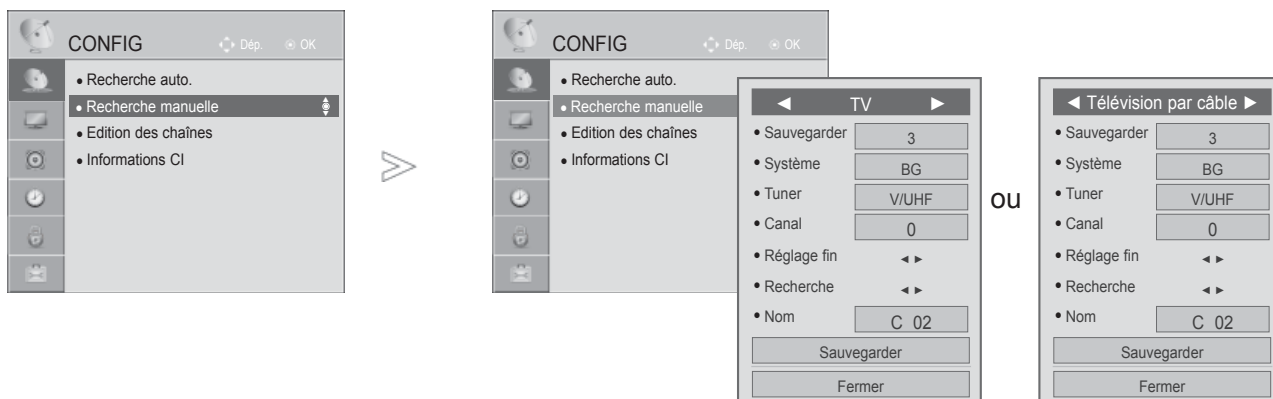 CONFIG
Dép. OK
• Recherche auto.
• Recherche manuelle
• Edition des chaînes
• Informations CI
CONFIG
Dép. OK
• Recherche auto.
• Recherche manuelle
• Edition des chaînes
• Informations CI
◄ TV ►
• Sauvegarder 3
• Système BG
• Tuner V/UHF
• Canal 0
• Réglage fin ◄ ►
• Recherche ◄ ►
• Nom C 02
Sauvegarder
Fermer
ou
◄ Télévision par câble ►
• Sauvegarder 3
• Système BG
• Tuner V/UHF
• Canal 0
• Réglage fin ◄ ►
• Recherche ◄ ►
• Nom C 02
Sauvegarder
Fermer